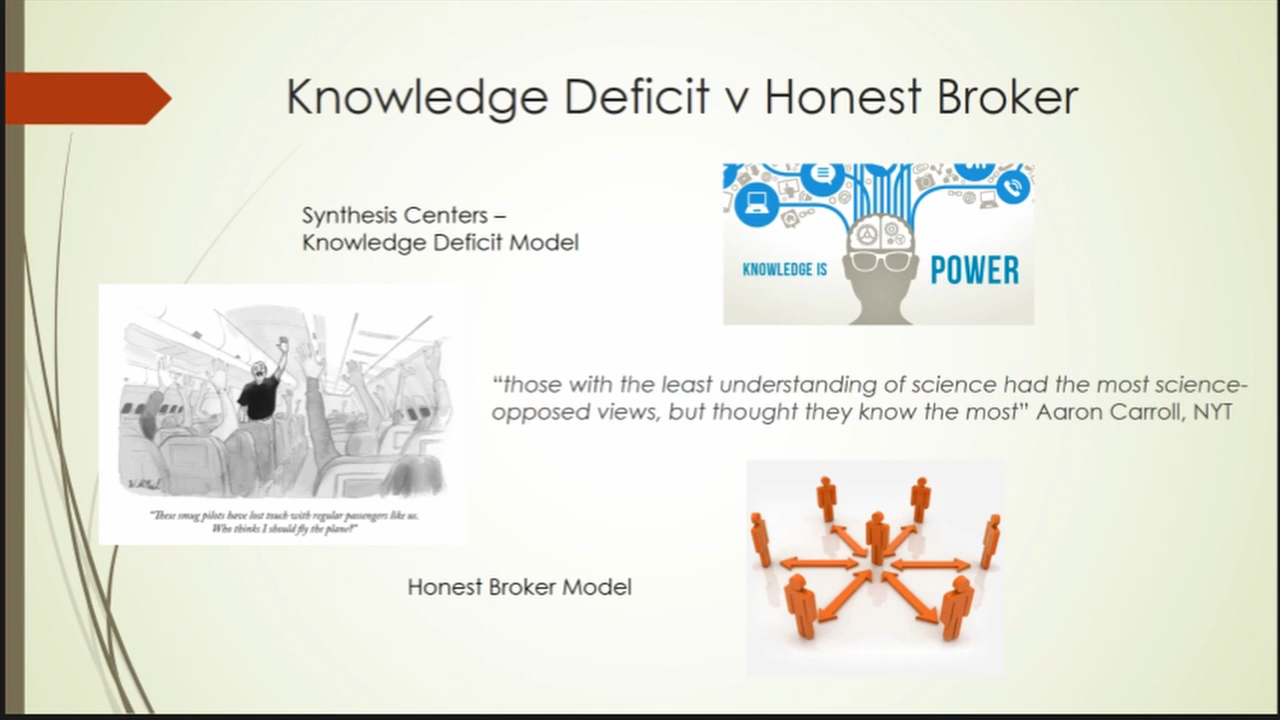 Knowledge Deficit v Honest Broker
Synthesis Centers –
Knowledge Deficit Model
KNOWLEDGE IS POWER
"These smug pilots have lost touch with regular passengers like us.
Who thinks I should fly the plane?"
“those with the least understanding of science had the most science-
opposed views, but thought they know the most” Aaron Carroll, NYT
Honest Broker Model